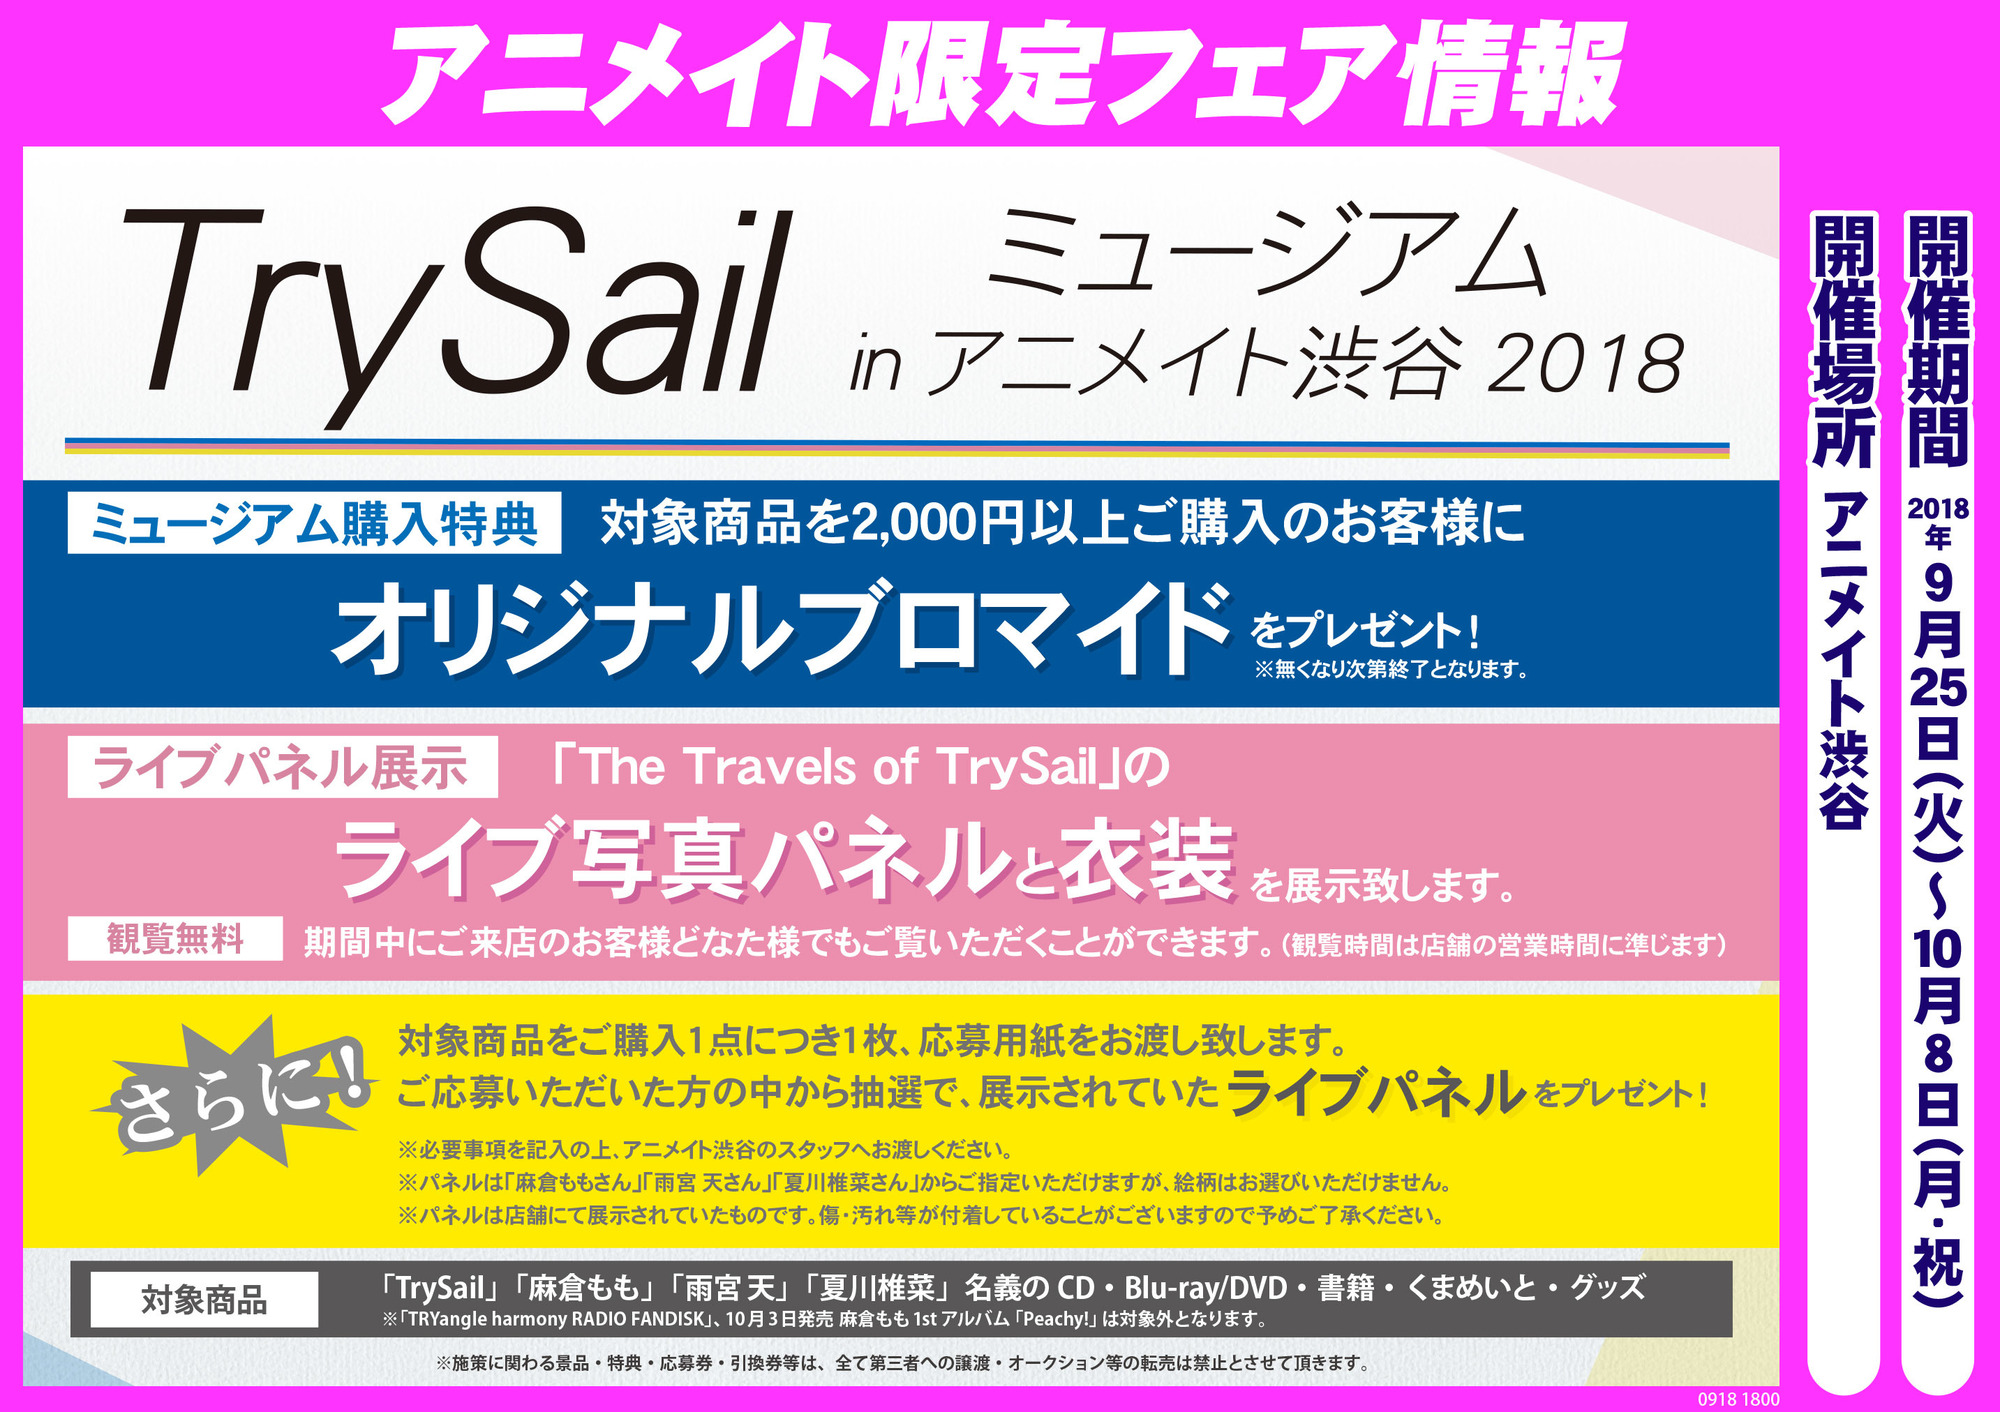 アニメイト限定フェア情報
TrySail
ミュージアム
in アニメイト渋谷 2018
開催期間 2018年9月25日(火)~10月8日(月・祝)
開催場所 アニメイト渋谷
ミュージアム購入特典 対象商品を2,000円以上ご購入のお客様に
オリジナルブロマイドをプレゼント!
※無くなり次第終了となります。
ライブパネル展示 「The Travels of TrySail」の
ライブ写真パネルと衣装を展示致します。
観覧無料 期間中にご来店のお客様どなた様でもご覧いただくことができます。(観覧時間は店舗の営業時間に準じます)
さらに!
対象商品をご購入1点につき1枚、応募用紙をお渡し致します。
ご応募いただいた方の中から抽選で、展示されていたライブパネルをプレゼント!
※必要事項を記入の上、アニメイト渋谷のスタッフへお渡しください。
※パネルは「麻倉ももさん」「雨宮 天さん」「夏川椎菜さん」からご指定いただけますが、絵柄はお選びいただけません。
※パネルは店舗にて展示されていたものです。傷・汚れ等が付着していることがございますので予めご了承ください。
対象商品 「TrySail」「麻倉もも」「雨宮 天」「夏川椎菜」名義の CD・Blu-ray/DVD・書籍・くまめいと・グッズ
※「TRYangle harmony RADIO FANDISK」、10月3日発売 麻倉もも 1st アルバム「Peachy!」は対象外となります。
※施策に関わる景品・特典・応募券・引換券等は、全て第三者への譲渡・オークション等の転売は禁止とさせて頂きます。
0918 1800